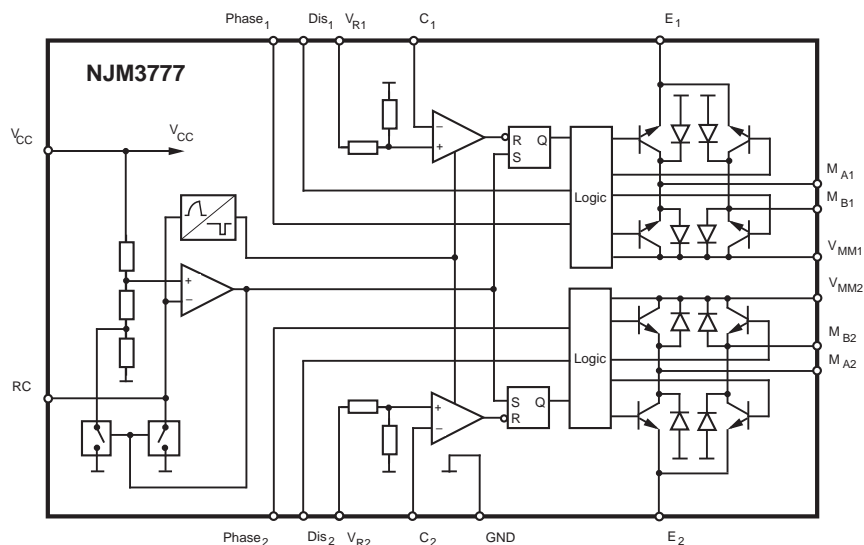 Phase1 Dis1 VR1 C1 E1
NJM3777
VCC
VCC
− +
R S Q
Logic
MA1
MB1
VMM1
+ −
VMM2
MB2
MA2
Logic
RC
+ −
S R Q
Phase2 Dis2 VR2 C2 GND E2